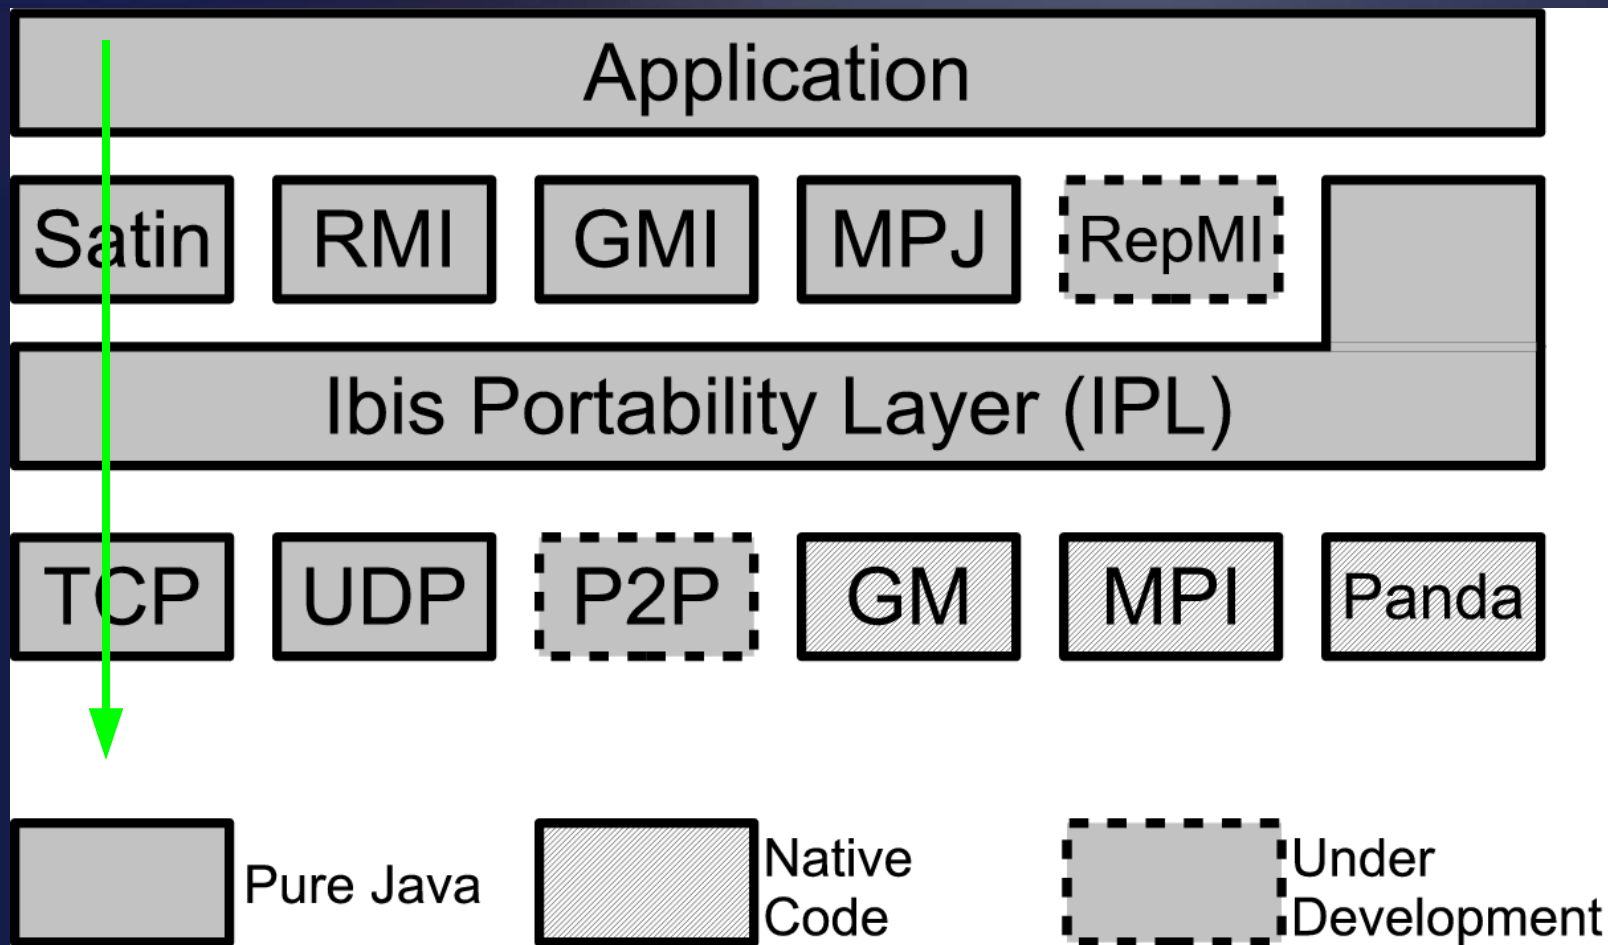 Application
Satin RMI GMI MPJ RepMI
Ibis Portability Layer (IPL)
TCP UDP P2P GM MPI Panda
Pure Java
Native
Code
Under
Development